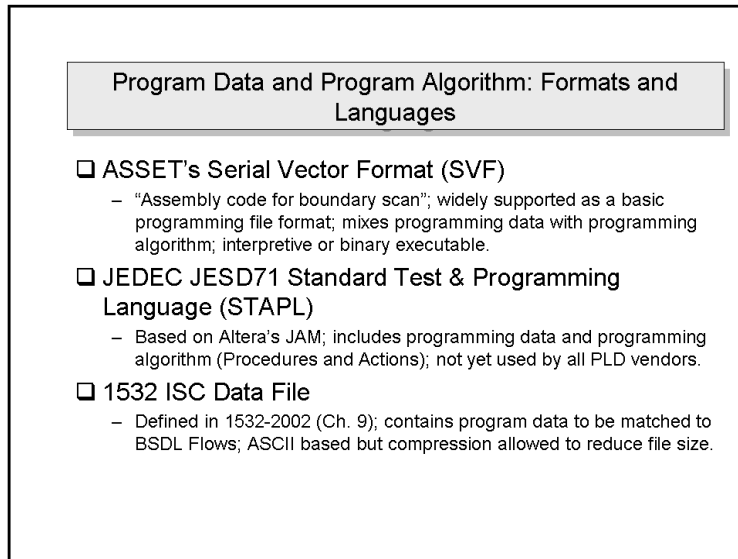 Program Data and Program Algorithm: Formats and
Languages
❑ ASSET's Serial Vector Format (SVF)
– “Assembly code for boundary scan”; widely supported as a basic
programming file format; mixes programming data with programming
algorithm; interpretive or binary executable.
❑ JEDEC JESD71 Standard Test & Programming
Language (STAPL)
– Based on Altera's JAM; includes programming data and programming
algorithm (Procedures and Actions); not yet used by all PLD vendors.
❑ 1532 ISC Data File
– Defined in 1532-2002 (Ch. 9); contains program data to be matched to
BSDL Flows; ASCII based but compression allowed to reduce file size.